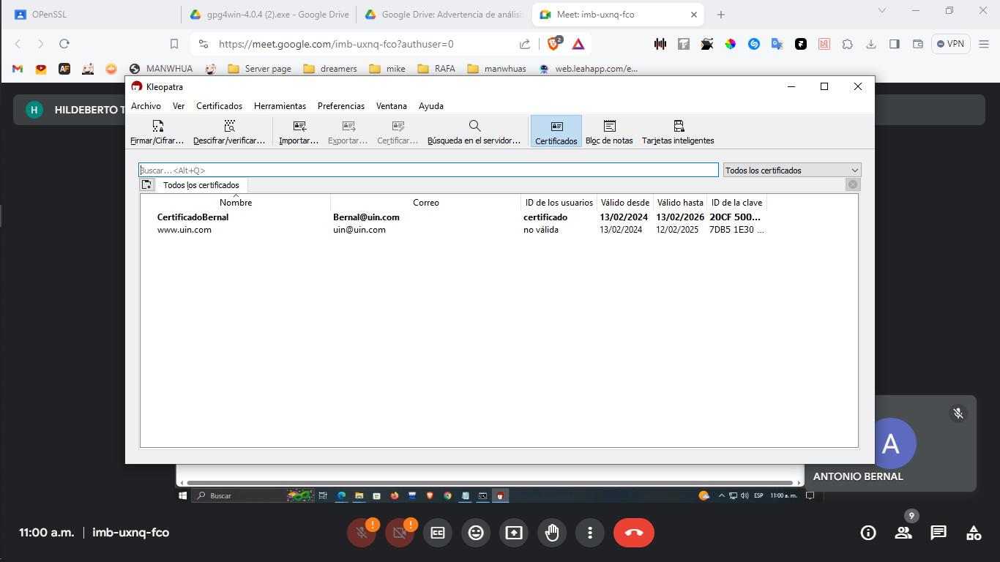 OpenSSL
gpg4win-4.0.4 (2).exe - Google Drive
Google Drive: Advertencia de análisis
Meet: imb-uxnq-fco
https://meet.google.com/imb-uxnq-fco?authuser=0
2
VPN
MANWHUA
Server page
dreamers
mike
RAFA
manwhuas
web.leahapp.com/e...
H
HILDEBERTO T
Kleopatra
Archivo Ver Certificados Herramientas Preferencias Ventana Ayuda
Firmar/Cifrar... Descifrar/verificar... Importar... Exportar... Certificar... Búsqueda en el servidor... Certificados Bloc de notas Tarjetas inteligentes
Buscar...<Alt+Q>
Todos los certificados
Todos los certificados
Nombre Correo ID de los usuarios Válido desde Válido hasta ID de la clave
CertificadoBernal Bernal@uin.com certificado 13/02/2024 13/02/2026 20CF 500...
www.uin.com uin@uin.com no válida 13/02/2024 12/02/2025 7DB5 1E30 ...
A
ANTONIO BERNAL
Buscar
ESP
11:00 a. m.
11:00 a.m. | imb-uxnq-fco
CC
9